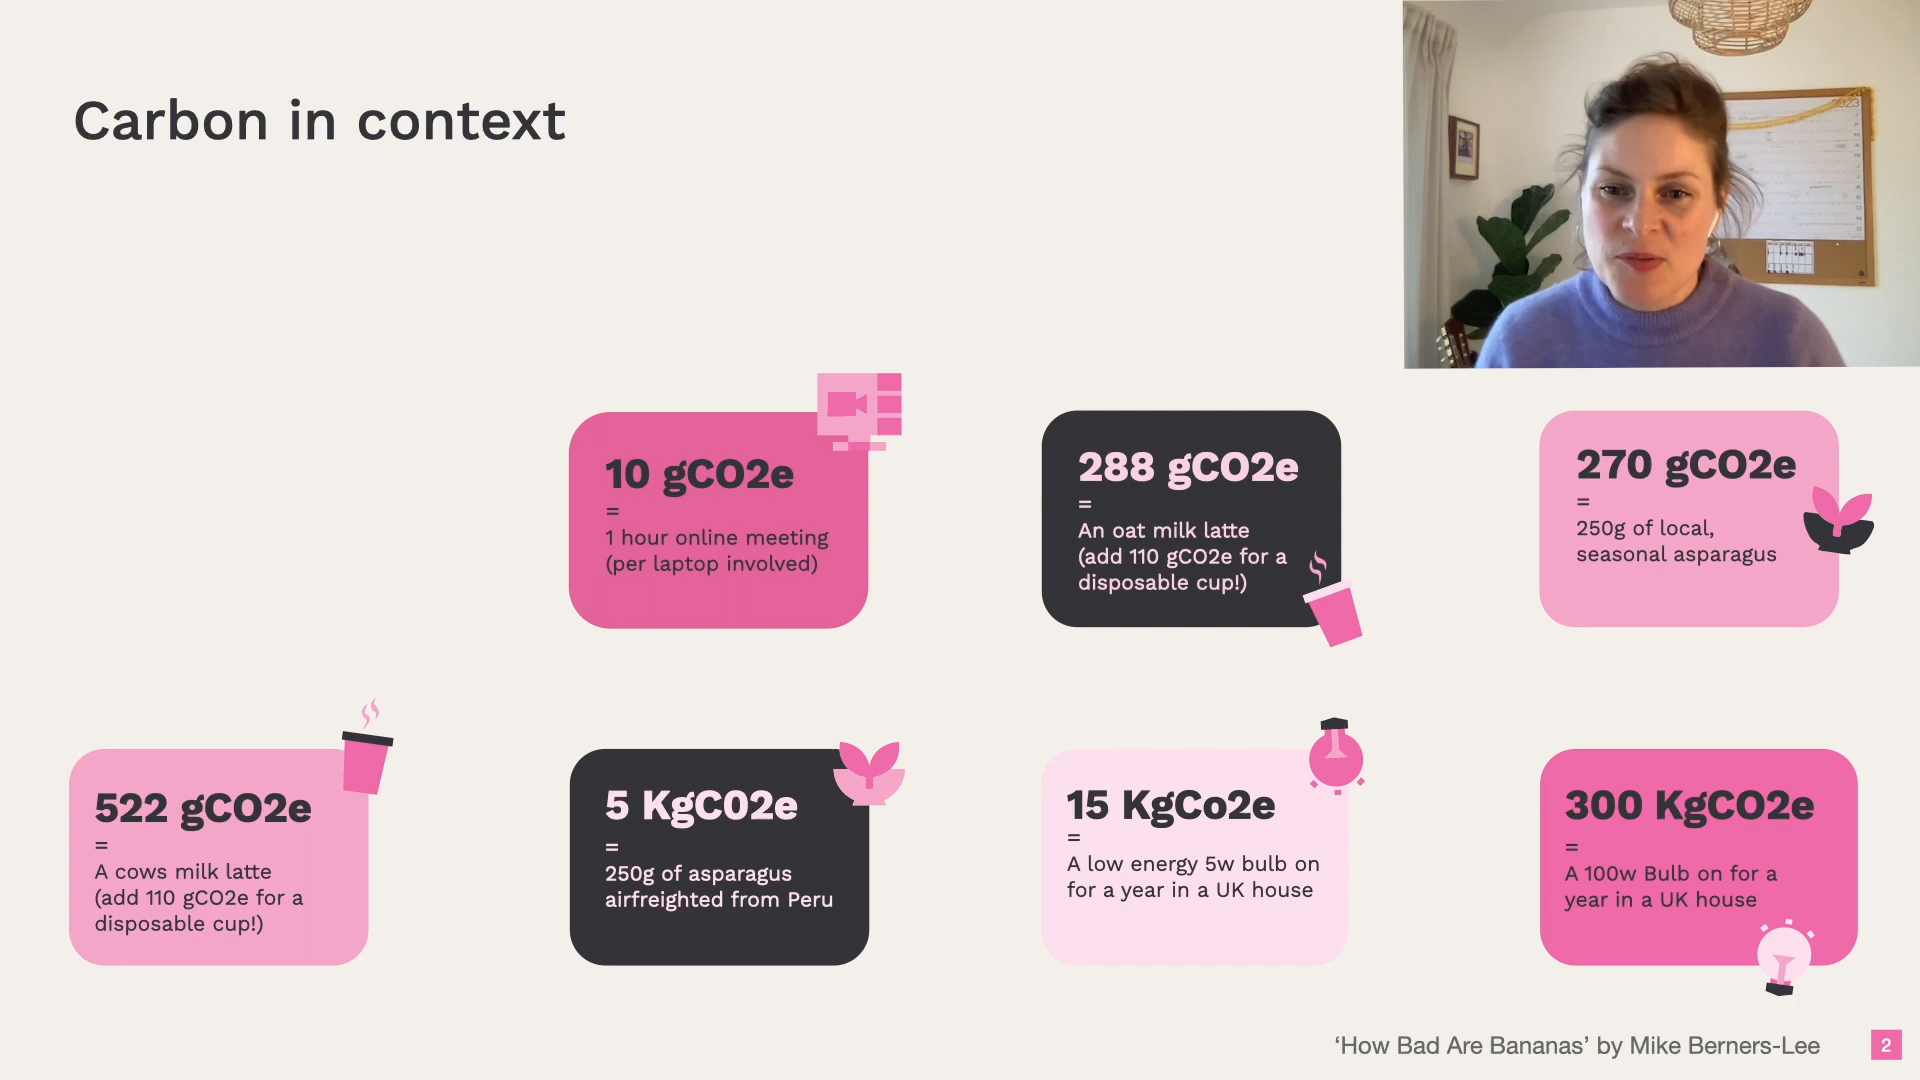 Carbon in context
2023
10 gCO2e
=
1 hour online meeting
(per laptop involved)
288 gCO2e
=
An oat milk latte
(add 110 gCO2e for a
disposable cup!)
270 gCO2e
=
250g of local,
seasonal asparagus
522 gCO2e
=
A cows milk latte
(add 110 gCO2e for a
disposable cup!)
5 KgC02e
=
250g of asparagus
airfreighted from Peru
15 KgCo2e
=
A low energy 5w bulb on
for a year in a UK house
300 KgCO2e
=
A 100w Bulb on for a
year in a UK house
‘How Bad Are Bananas’ by Mike Berners-Lee
2